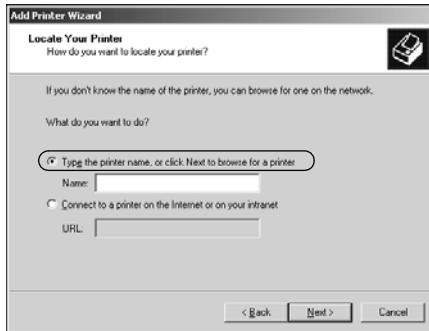 Add Printer Wizard
Locate Your Printer
How do you want to locate your printer?
If you don't know the name of the printer, you can browse for one on the network.
What do you want to do?
Type the printer name, or click Next to browse for a printer
Name:
Connect to a printer on the Internet or on your intranet
URL:
< Back
Next >
Cancel